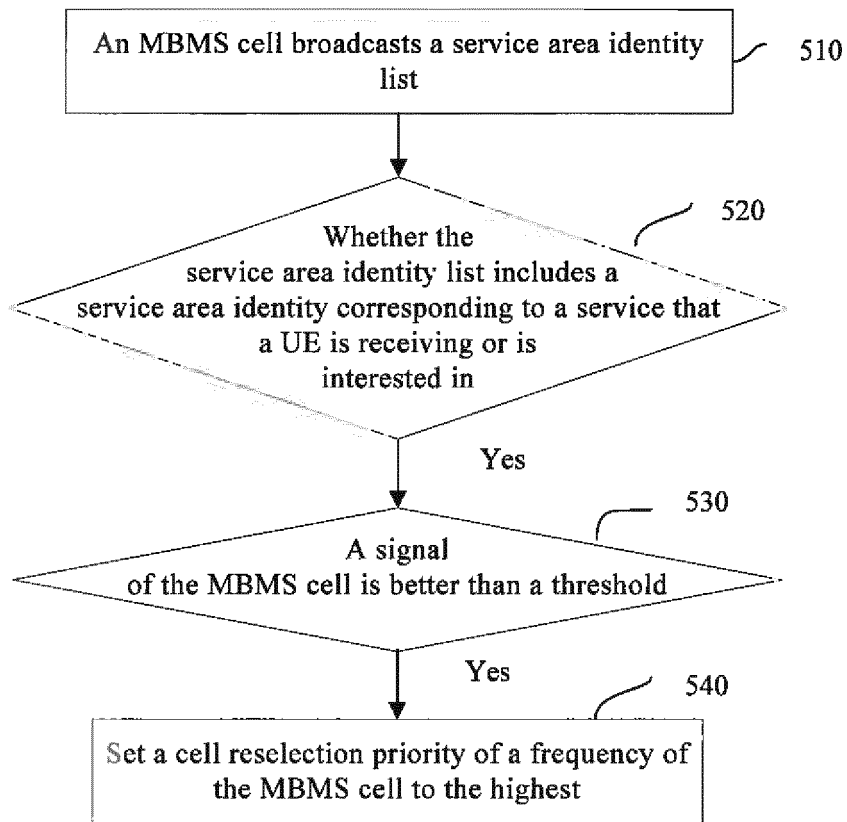 An MBMS cell broadcasts a service area identity
list
510
520
Whether the
service area identity list includes a
service area identity corresponding to a service that
a UE is receiving or is
interested in
Yes
530
A signal
of the MBMS cell is better than a threshold
Yes
540
Set a cell reselection priority of a frequency of
the MBMS cell to the highest